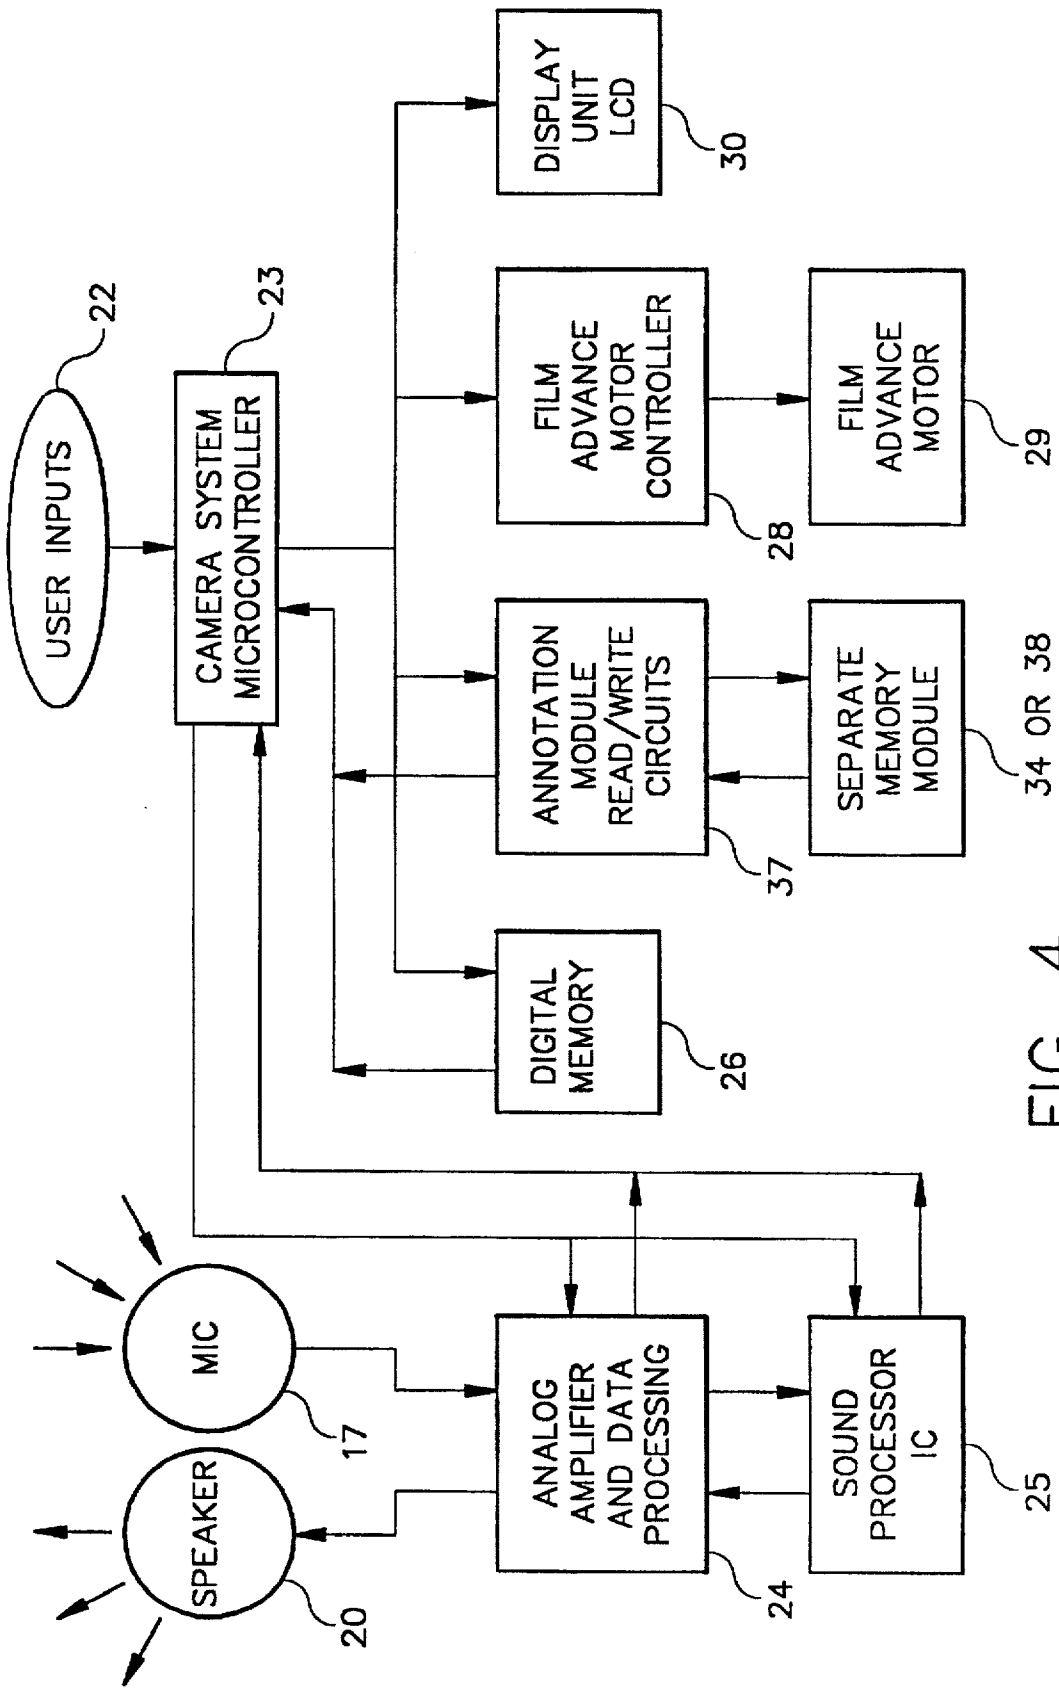 USER INPUTS
22
CAMERA SYSTEM
MICROCONTROLLER
23
SPEAKER
20
MIC
17
ANALOG
AMPLIFIER
AND DATA
PROCESSING
24
SOUND
PROCESSOR
IC
25
DIGITAL
MEMORY
26
ANNOTATION
MODULE
READ/WRITE
CIRCUITS
37
SEPARATE
MEMORY
MODULE
34 OR 38
FILM
ADVANCE
MOTOR
CONTROLLER
28
FILM
ADVANCE
MOTOR
29
DISPLAY
UNIT
LCD
30
FIG. 4